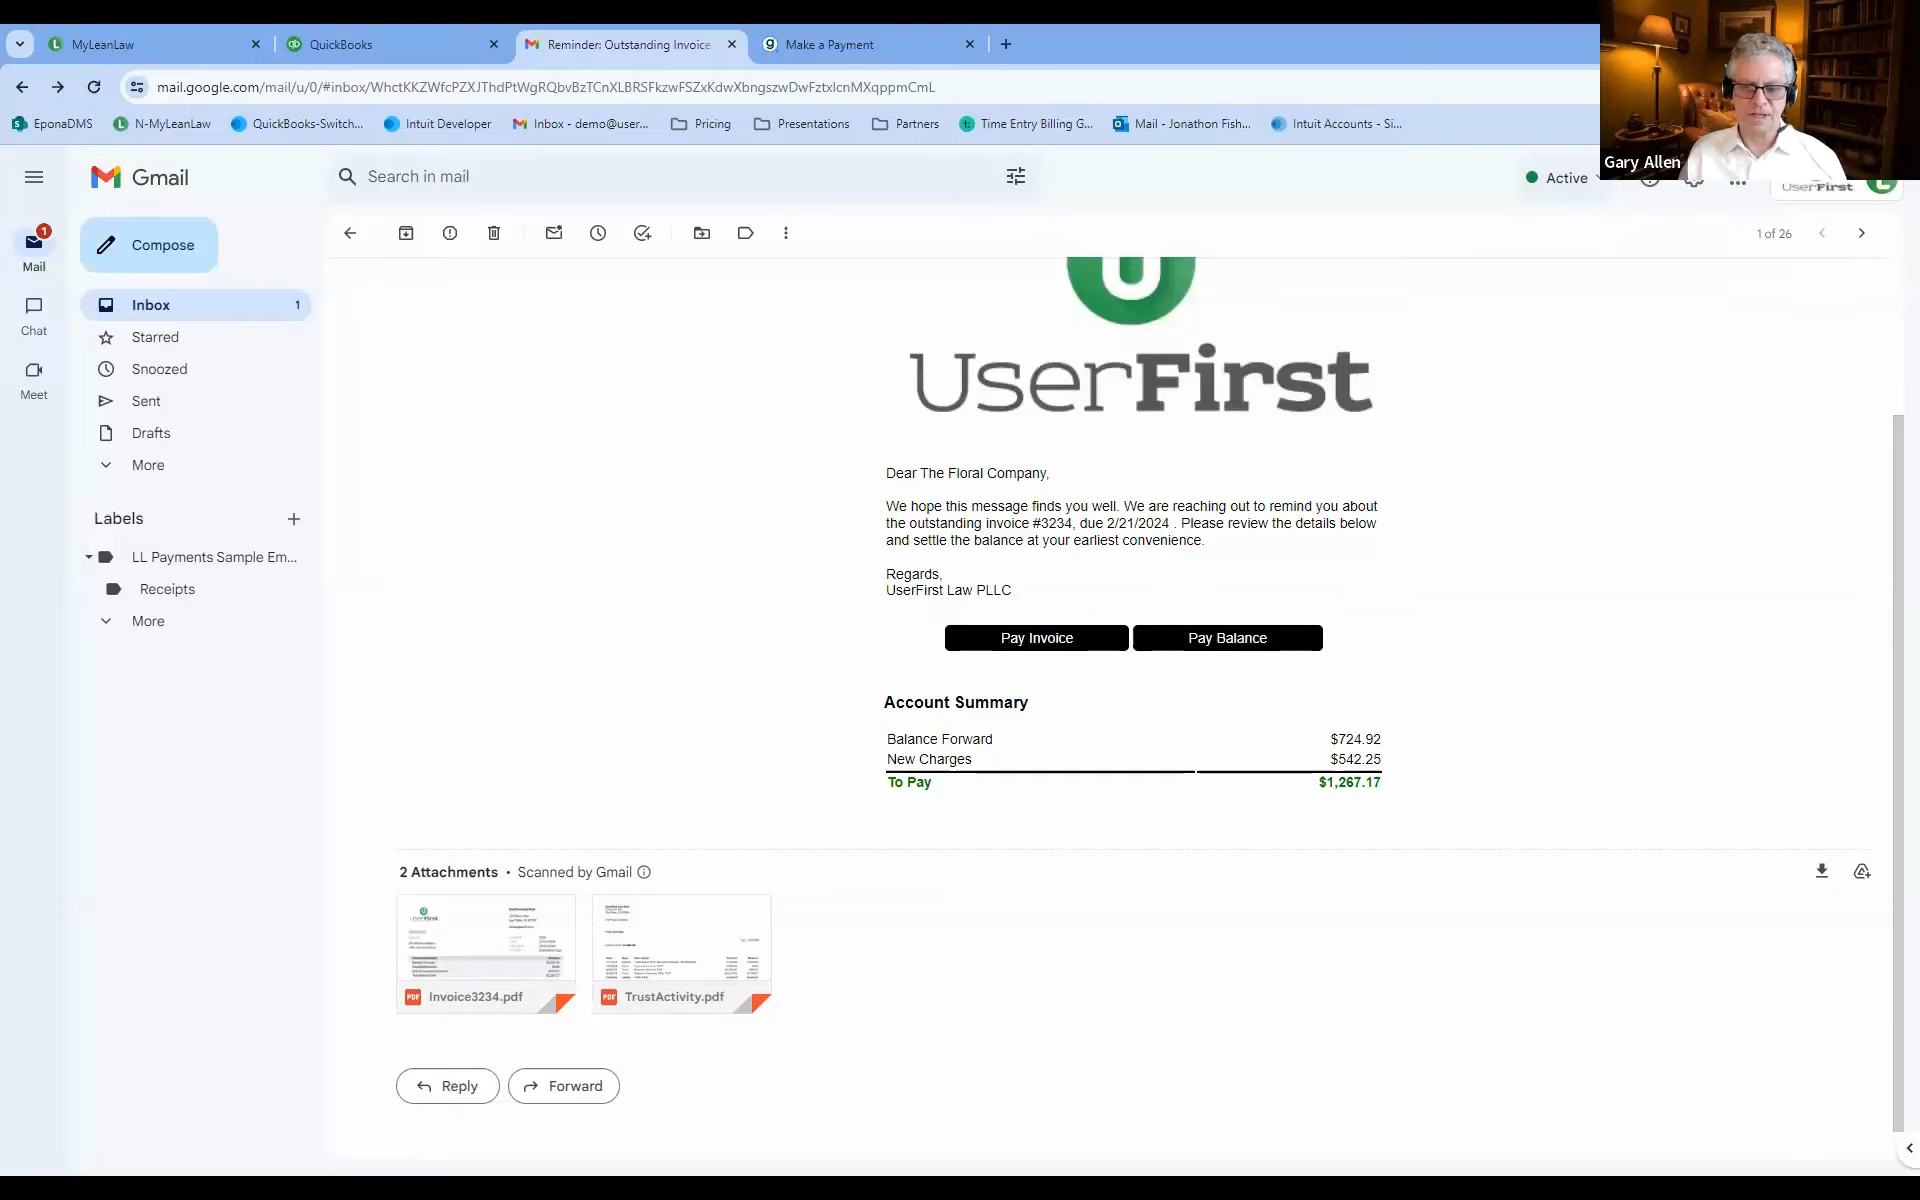 MyLeanLaw
QuickBooks
Reminder: Outstanding Invoice
Make a Payment
mail.google.com/mail/u/0/#inbox/WhctKKZWfcPZXJThdPtWgRQbvBzTCnXLBRSFkzwFSZxKdwXbngszwDwFztxlcnMXqppmCmL
EponaDMS
N-MyLeanLaw
QuickBooks-Switch...
Intuit Developer
Inbox - demo@user...
Pricing
Presentations
Partners
Time Entry Billing G...
Mail - Jonathon Fish...
Intuit Accounts - Si...
Gary Allen
Gmail
Search in mail
Active
UserFirst
1
Mail
Chat
Meet
Compose
Inbox 1
Starred
Snoozed
Sent
Drafts
More
Labels
LL Payments Sample Em...
Receipts
More
1 of 26
UserFirst
Dear The Floral Company,
We hope this message finds you well. We are reaching out to remind you about
the outstanding invoice #3234, due 2/21/2024 . Please review the details below
and settle the balance at your earliest convenience.
Regards,
UserFirst Law PLLC
Pay Invoice
Pay Balance
Account Summary
Balance Forward $724.92
New Charges $542.25
To Pay $1,267.17
2 Attachments • Scanned by Gmail
UserFirst
PDF Invoice3234.pdf
PDF TrustActivity.pdf
Reply
Forward